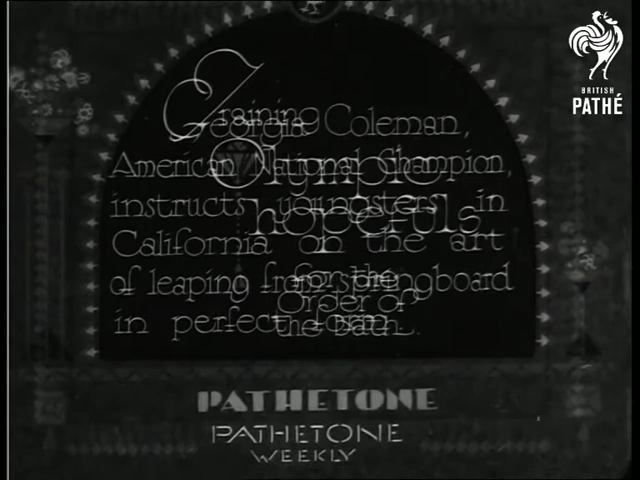 BRITISH
PATHÉ
Training
Olympic
hopefuls
for the
Order of
the Bath.
Georgia Coleman,
American National Champion,
instructs youngsters in
California on the art
of leaping from springboard
in perfect form.
PATHETONE
PATHETONE
WEEKLY